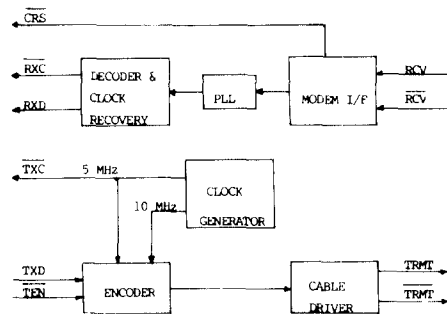 CRS
RXC
DECODER &
CLOCK
RECOVERY
PLL
MODEM I/F
RCV
RXD
RCV
TXC
5 MHz
CLOCK
GENERATOR
10 MHz
TXD
TEN
ENCODER
CABLE
DRIVER
TRMT
TRMT